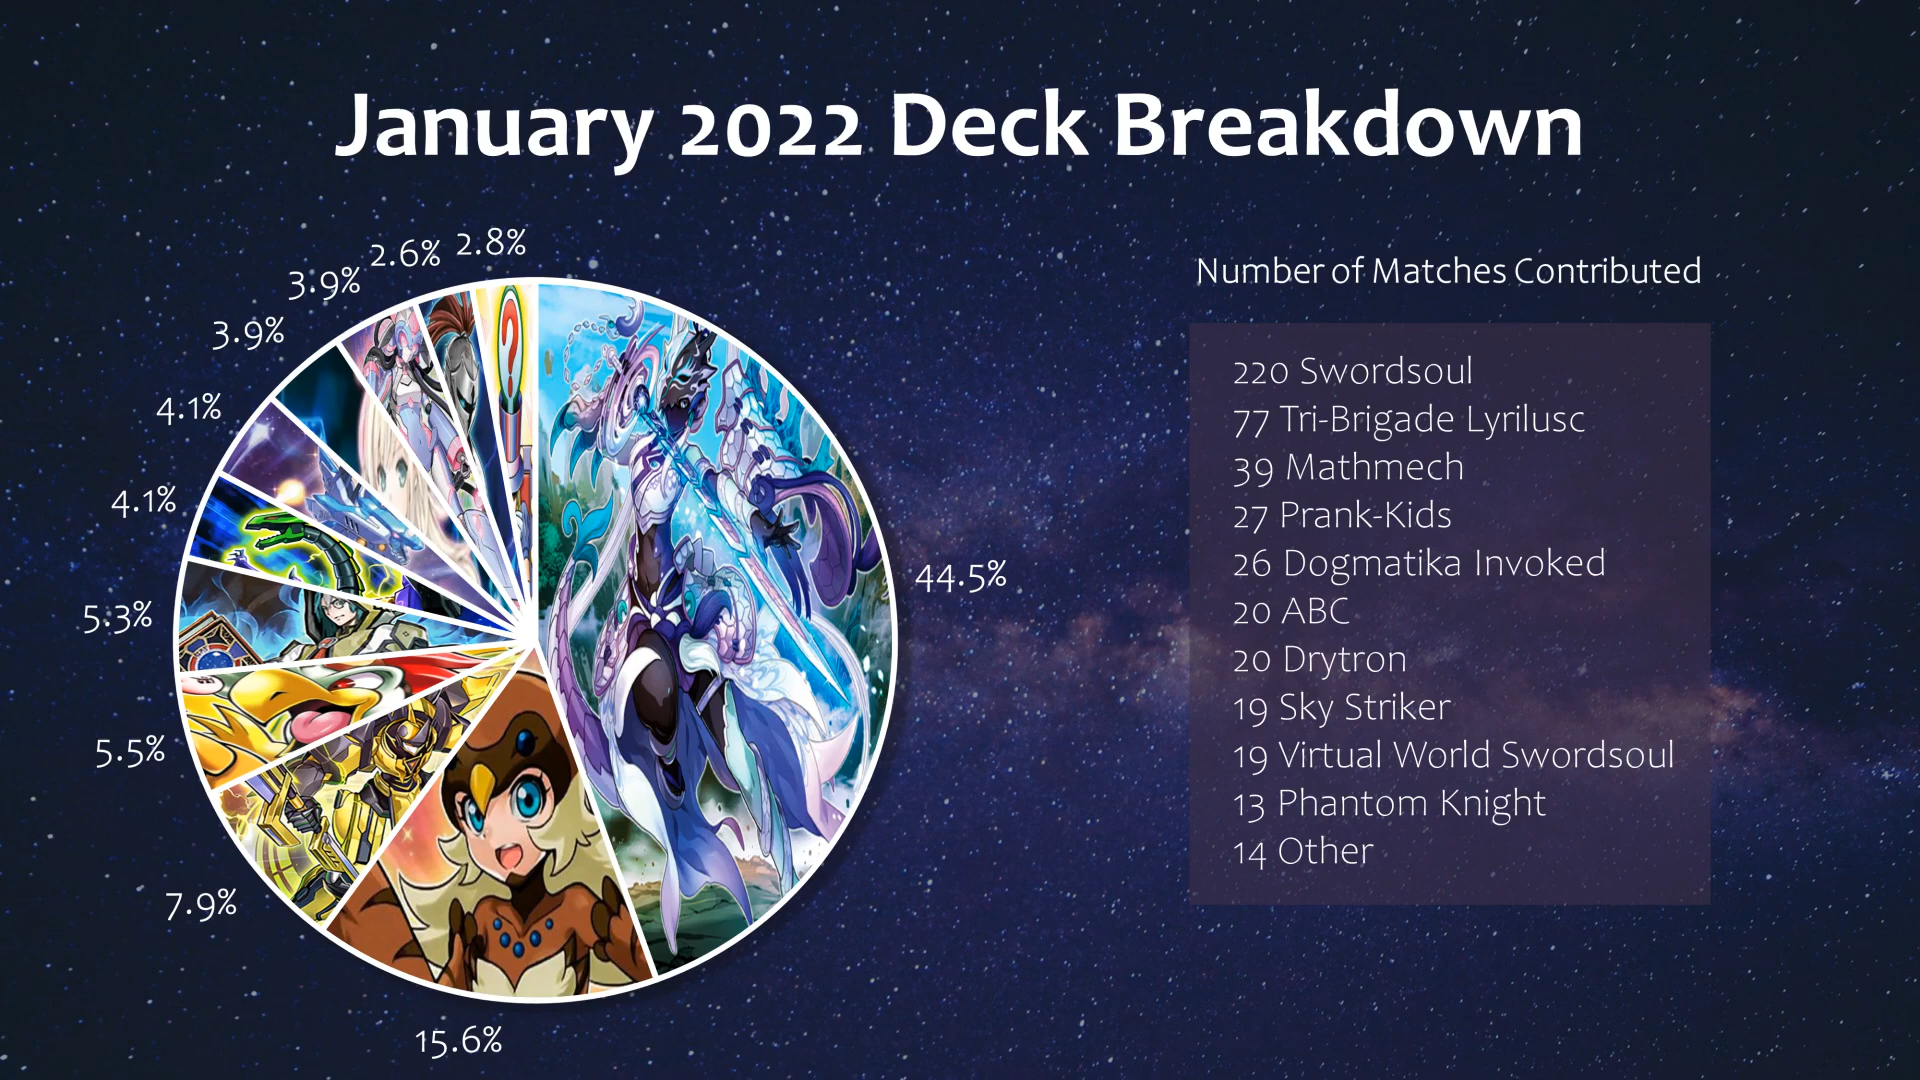 January 2022 Deck Breakdown
2.8%
2.6%
3.9%
3.9%
4.1%
4.1%
5.3%
5.5%
7.9%
15.6%
44.5%
?
Number of Matches Contributed
220 Swordsoul
77 Tri-Brigade Lyrilusc
39 Mathmech
27 Prank-Kids
26 Dogmatika Invoked
20 ABC
20 Drytron
19 Sky Striker
19 Virtual World Swordsoul
13 Phantom Knight
14 Other